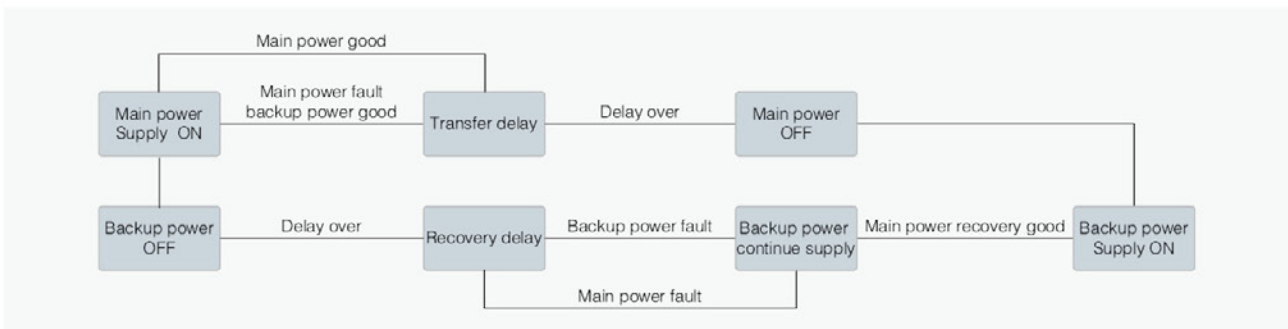 Main power good
Main power
Supply ON
Main power fault
backup power good
Transfer delay
Delay over
Main power
OFF
Backup power
OFF
Delay over
Recovery delay
Backup power fault
Backup power
continue supply
Main power recovery good
Backup power
Supply ON
Main power fault